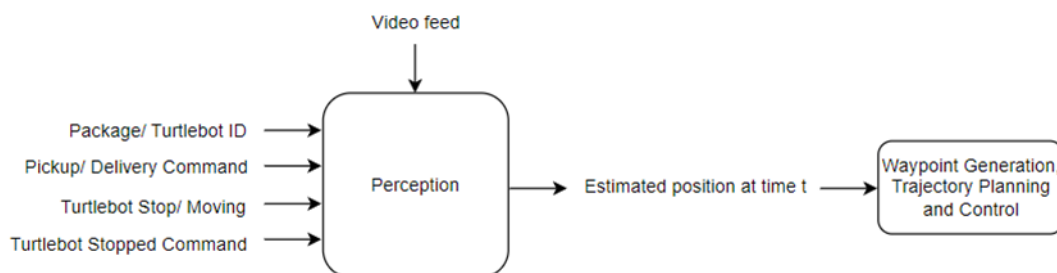 Video feed
Package/ Turtlebot ID
Pickup/ Delivery Command
Turtlebot Stop/ Moving
Turtlebot Stopped Command
Perception
Estimated position at time t
Waypoint Generation,
Trajectory Planning
and Control